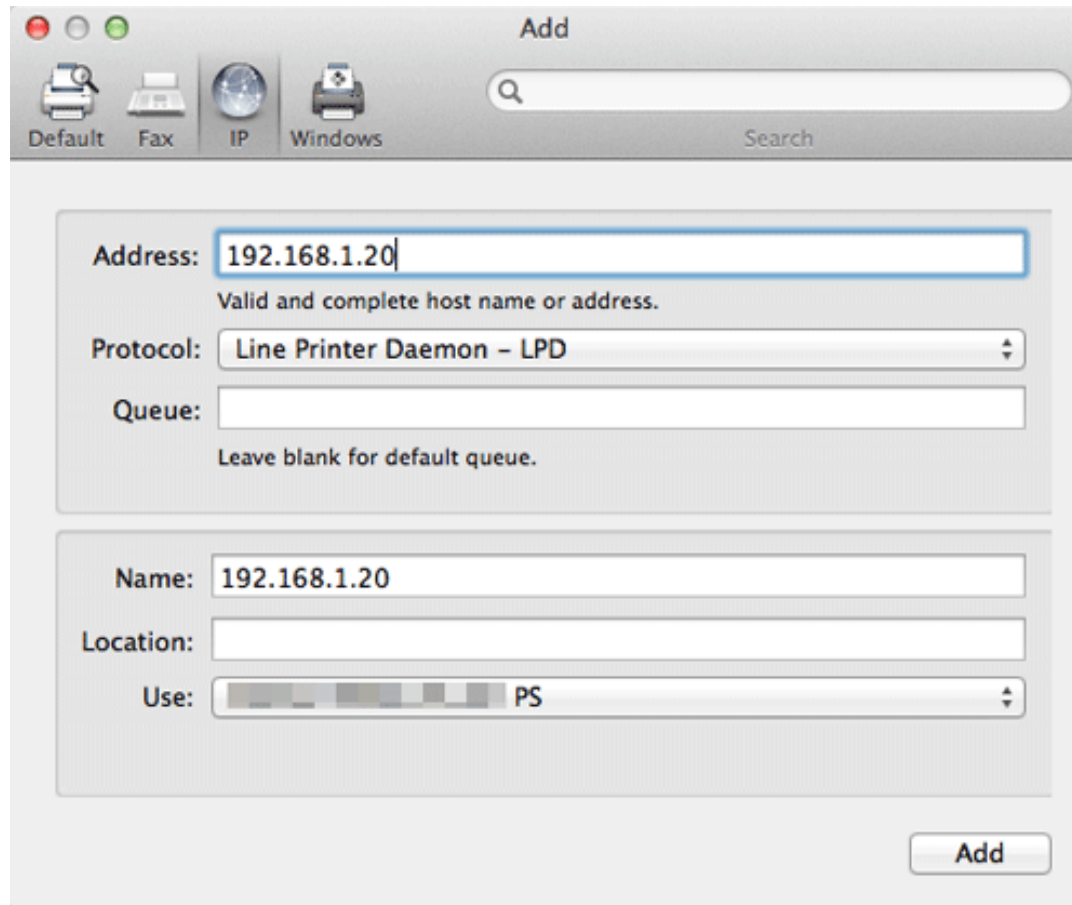 Add
Default Fax IP Windows Search
Address: 192.168.1.20
Valid and complete host name or address.
Protocol: Line Printer Daemon – LPD
Queue:
Leave blank for default queue.
Name: 192.168.1.20
Location:
Use: PS
Add